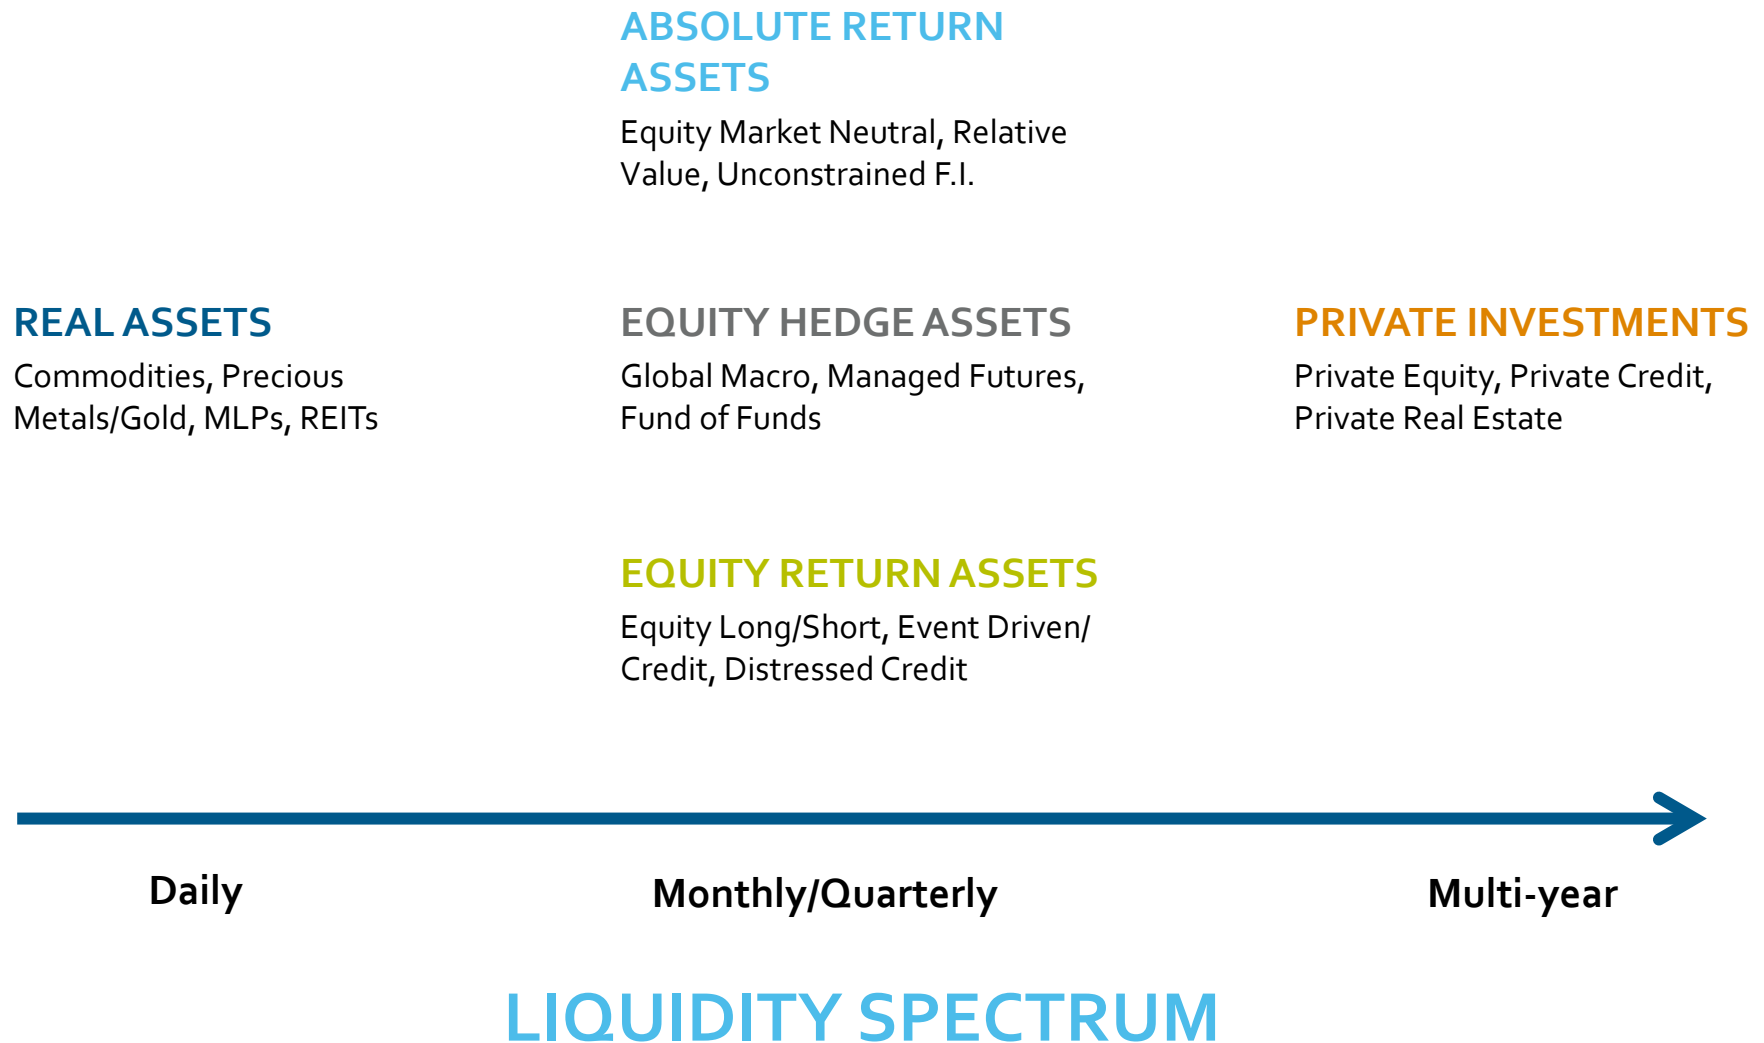 ABSOLUTE RETURN
ASSETS
Equity Market Neutral, Relative
Value, Unconstrained F.I.
REAL ASSETS
Commodities, Precious
Metals/Gold, MLPs, REITs
EQUITY HEDGE ASSETS
Global Macro, Managed Futures,
Fund of Funds
PRIVATE INVESTMENTS
Private Equity, Private Credit,
Private Real Estate
EQUITY RETURN ASSETS
Equity Long/Short, Event Driven/
Credit, Distressed Credit
Daily
Monthly/Quarterly
Multi-year
LIQUIDITY SPECTRUM